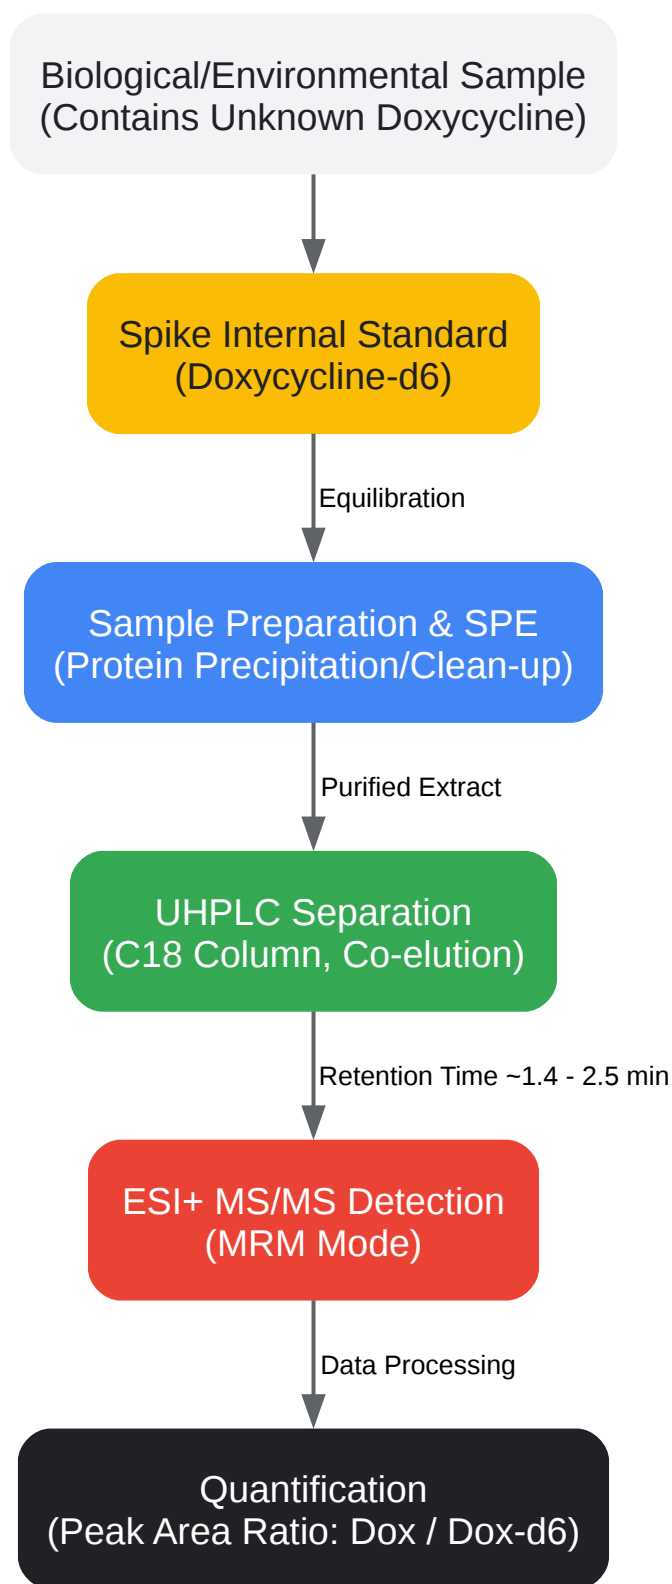 Biological/Environmental Sample
(Contains Unknown Doxycycline)
Spike Internal Standard
(Doxycycline-d6)
Equilibration
Sample Preparation & SPE
(Protein Precipitation/Clean-up)
Purified Extract
UHPLC Separation
(C18 Column, Co-elution)
Retention Time ~1.4 - 2.5 min
ESI+ MS/MS Detection
(MRM Mode)
Data Processing
Quantification
(Peak Area Ratio: Dox / Dox-d6)